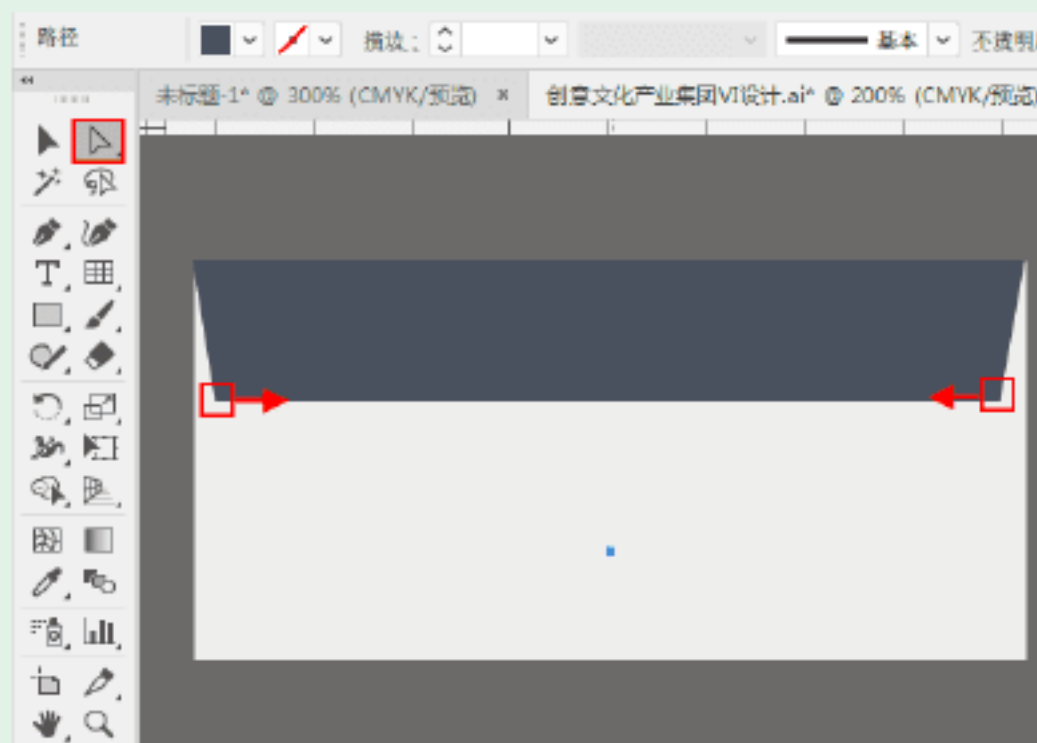 路径
描边:
基本
不透明
未标题-1* @ 300% (CMYK/预览) ×
创意文化产业集团VI设计.ai* @ 200% (CMYK/预览)